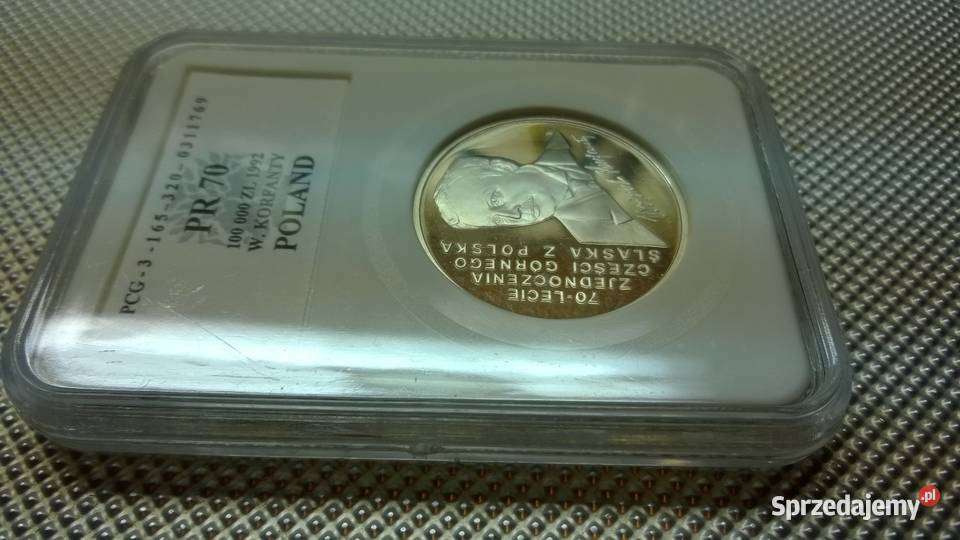 PCG - 3 - 165 - 320 - 0311769
PR 70
100 000 ZŁ 1992
W. KORPANTY
POLAND
70-LECIE
ZJEDNOCZENIA
CZĘŚCI GÓRNEGO
ŚLĄSKA Z POLSKĄ
Sprzedajemy.pl